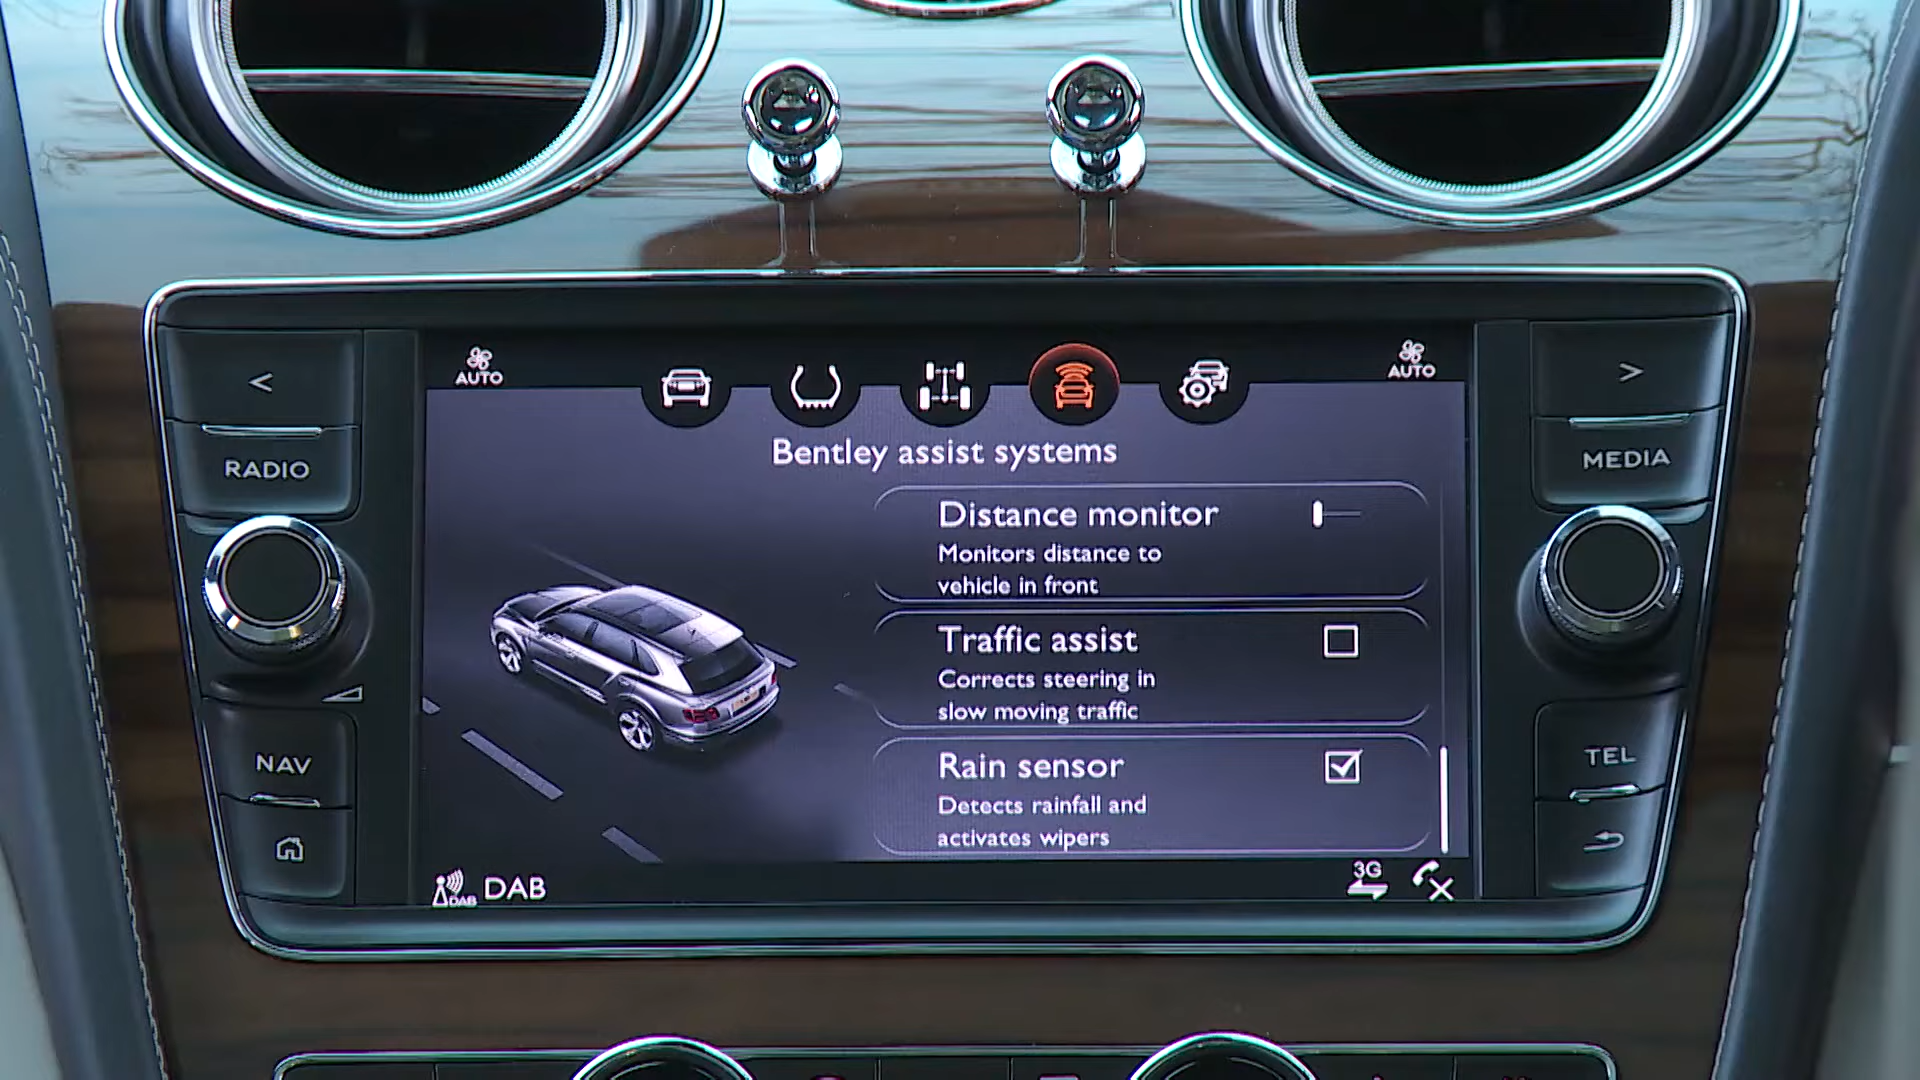 AUTO
AUTO
<
>
RADIO
MEDIA
Bentley assist systems
Distance monitor
Monitors distance to
vehicle in front
Traffic assist
Corrects steering in
slow moving traffic
Rain sensor
Detects rainfall and
activates wipers
NAV
TEL
DAB
DAB
3G